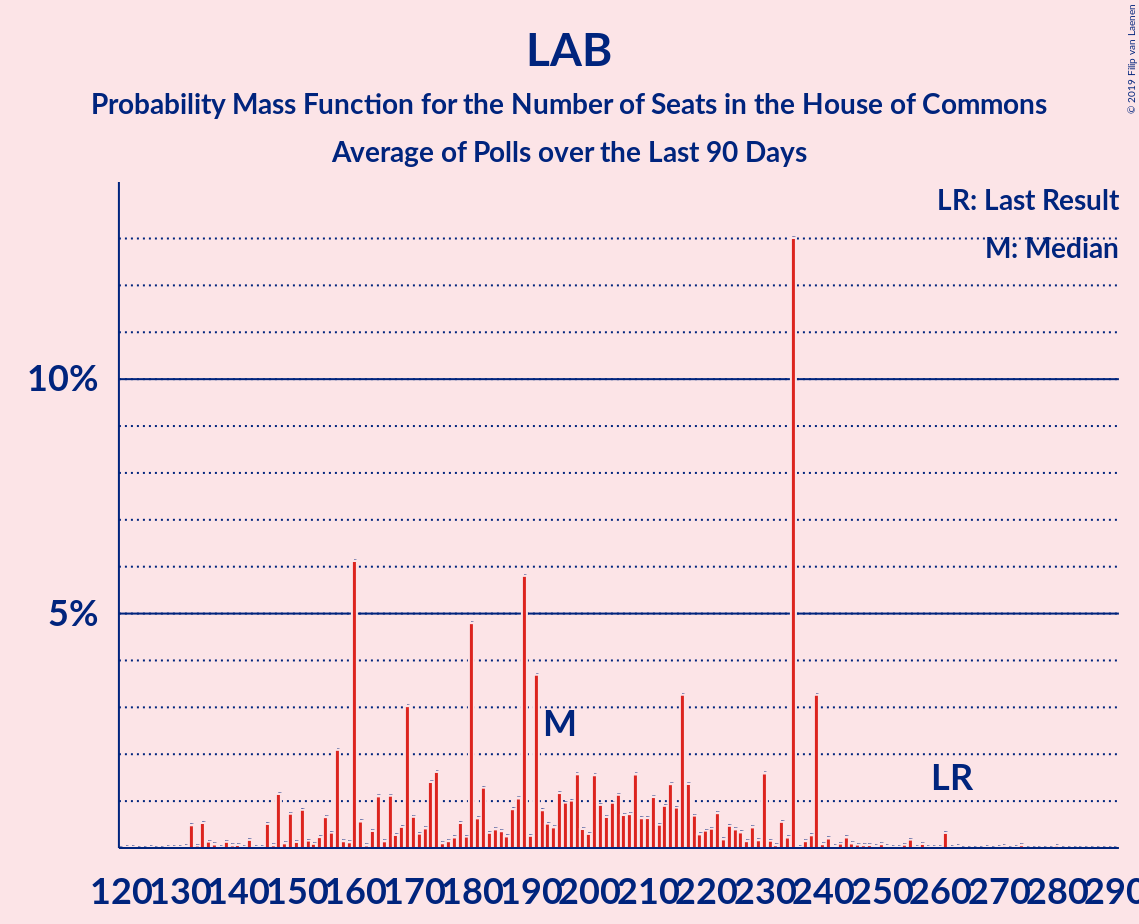 LAB
Probability Mass Function for the Number of Seats in the House of Commons
Average of Polls over the Last 90 Days
© 2019 Filip van Laenen
LR: Last Result
M: Median
10%
5%
M
LR
120 130 140 150 160 170 180 190 200 210 220 230 240 250 260 270 280 290